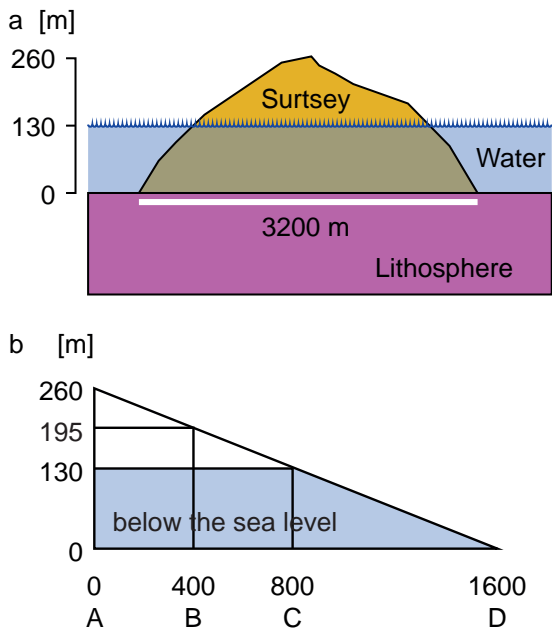 a [m]
260
Surtsey
130
Water
0
3200 m
Lithosphere
b [m]
260
195
130
below the sea level
0
0 400 800 1600
A B C D